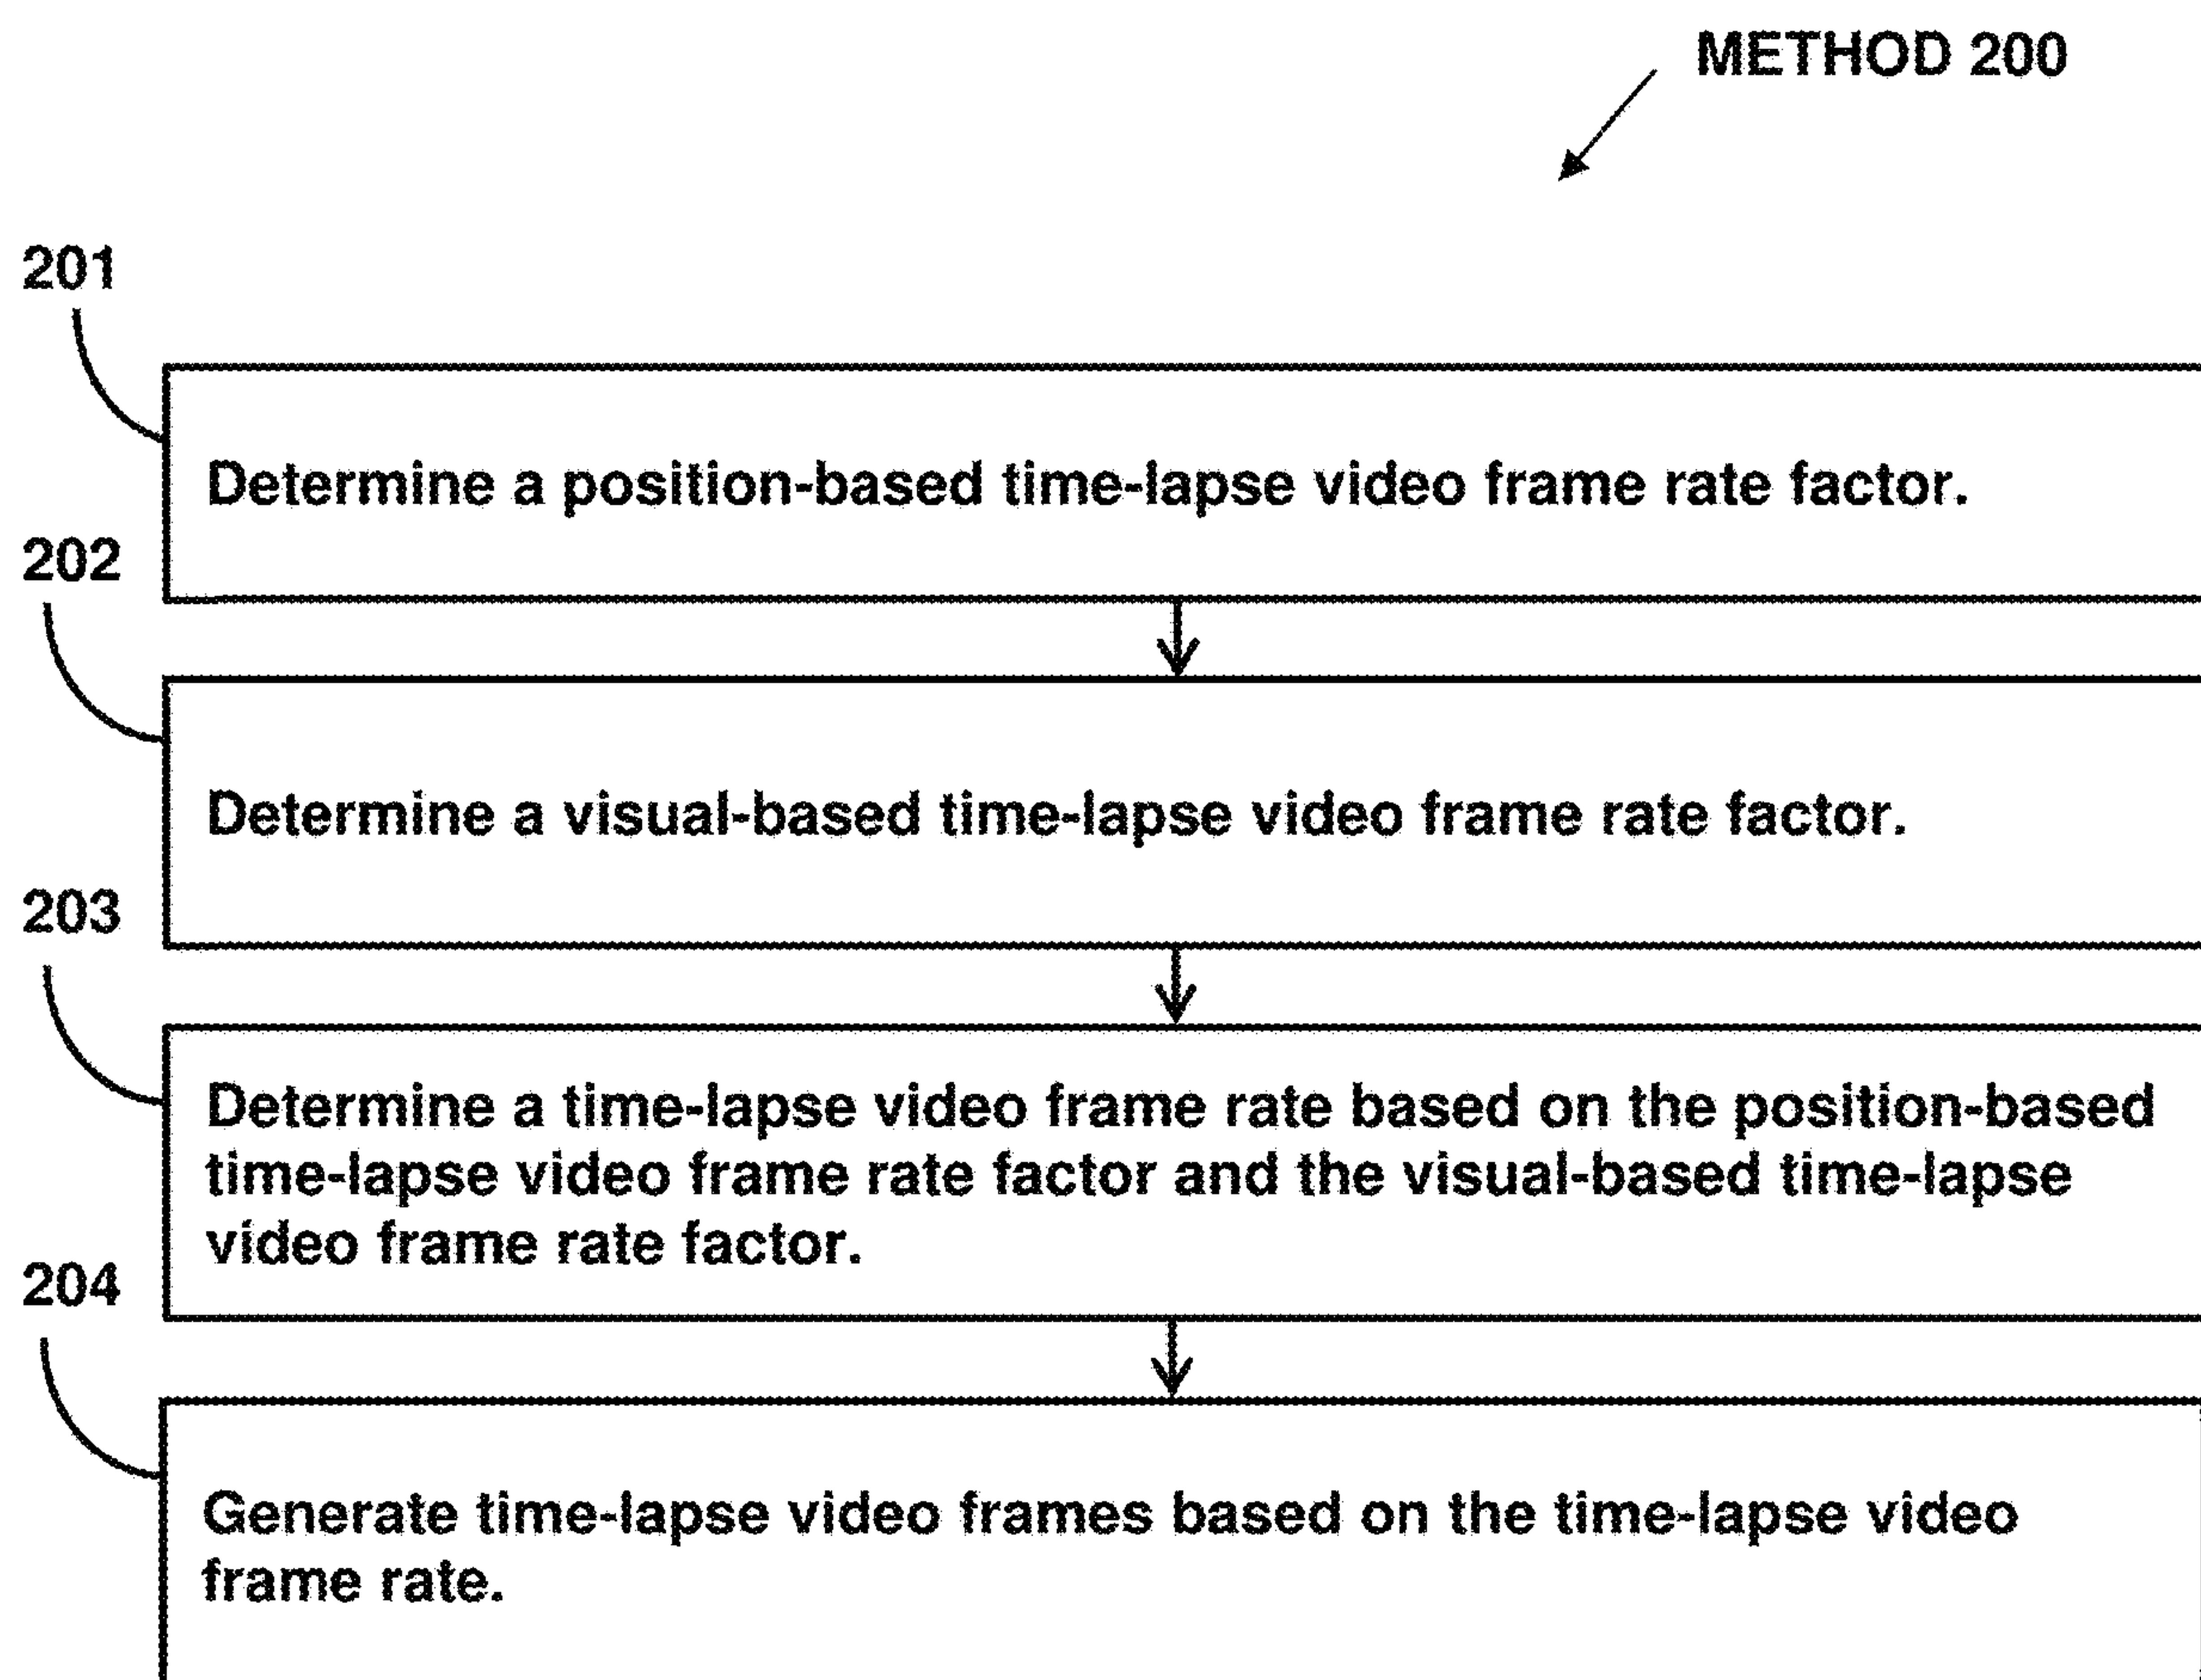 METHOD 200
201
Determine a position-based time-lapse video frame rate factor.
202
Determine a visual-based time-lapse video frame rate factor.
203
Determine a time-lapse video frame rate based on the position-based
time-lapse video frame rate factor and the visual-based time-lapse
video frame rate factor.
204
Generate time-lapse video frames based on the time-lapse video
frame rate.